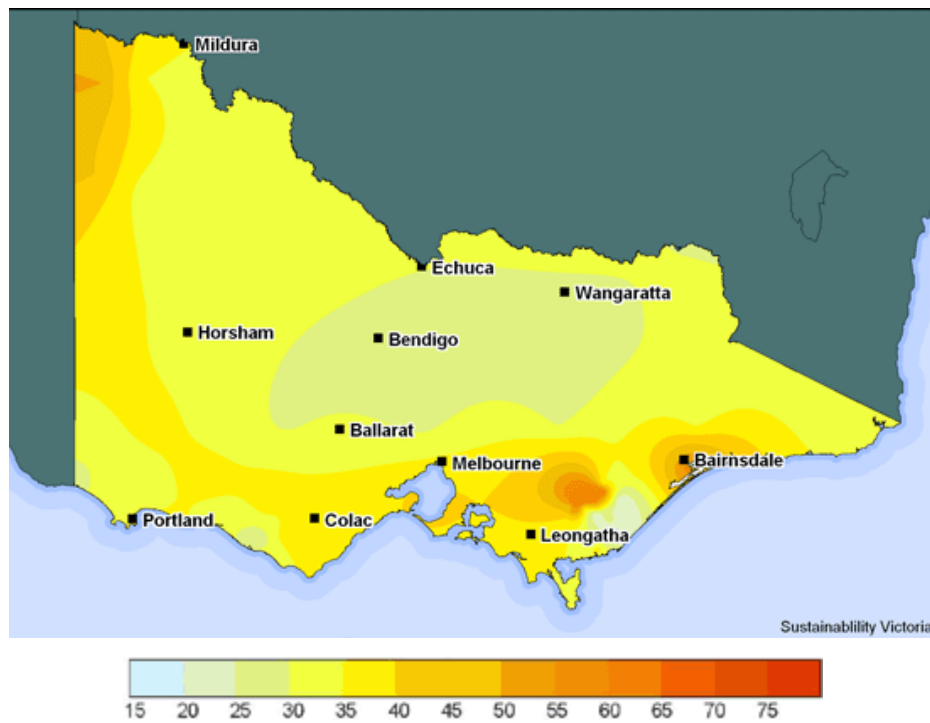 Mildura
Echuca
Wangaratta
Horsham
Bendigo
Ballarat
Melbourne
Bairnsdale
Portland
Colac
Leongatha
Sustainablility Victoria
15 20 25 30 35 40 45 50 55 60 65 70 75